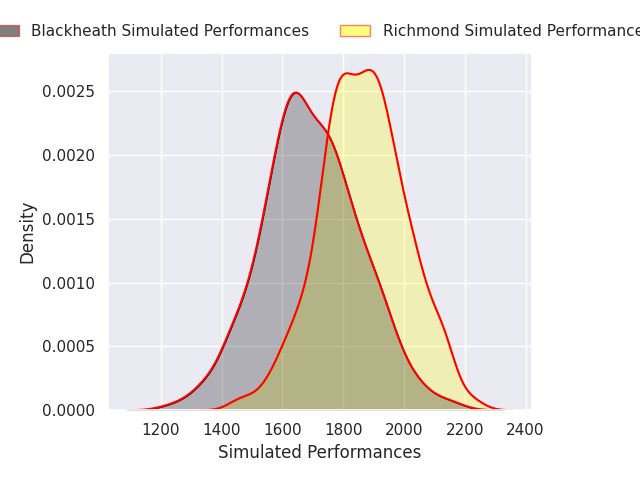 Blackheath Simulated Performances Richmond Simulated Performance
0.0025
0.0020
0.0015
0.0010
0.0005
0.0000
Density
1200 1400 1600 1800 2000 2200 2400
Simulated Performances